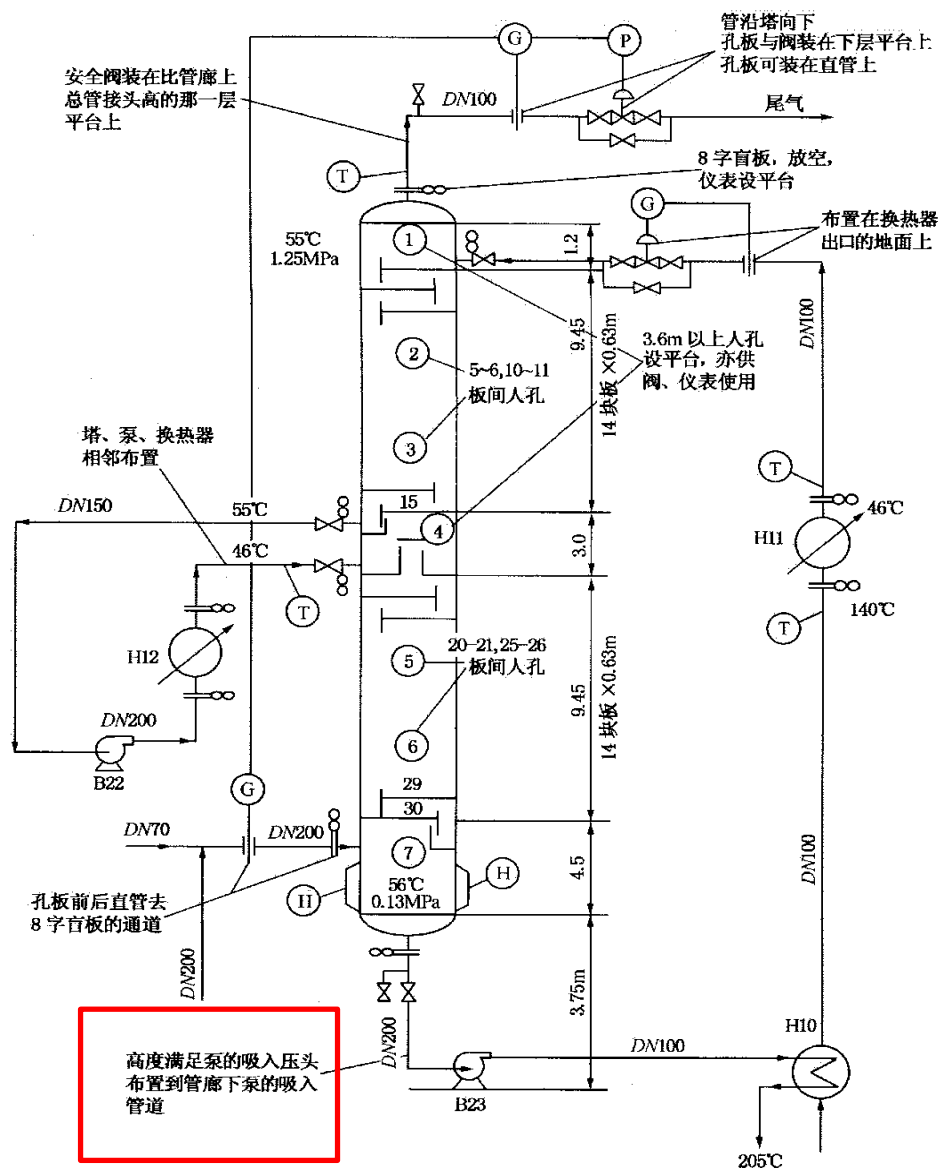 管沿塔向下
孔板与阀装在下层平台上
孔板可装在直管上
G
P
安全阀装在比管廊上
总管接头高的那一层
平台上
DN100
尾气
T
8字盲板，放空，
仪表设平台
G
布置在换热器
出口的地面上
55℃
1.25MPa
1
1.2
DN100
9.45
14块板×0.63m
3.6m以上人孔
设平台，亦供
阀、仪表使用
2
5~6,10~11
板间人孔
3
塔、泵、换热器
相邻布置
T
DN150
55℃
15
4
3.0
46℃
H11
46℃
T
T
140℃
H12
5
20-21,25-26
板间人孔
9.45
14块板×0.63m
DN200
6
B22
G
29
30
DN70
DN200
7
4.5
DN100
孔板前后直管去
8字盲板的通道
H
56℃
0.13MPa
H
DN200
3.75m
H10
高度满足泵的吸入压头
布置到管廊下泵的吸入
管道
DN200
DN100
B23
205℃